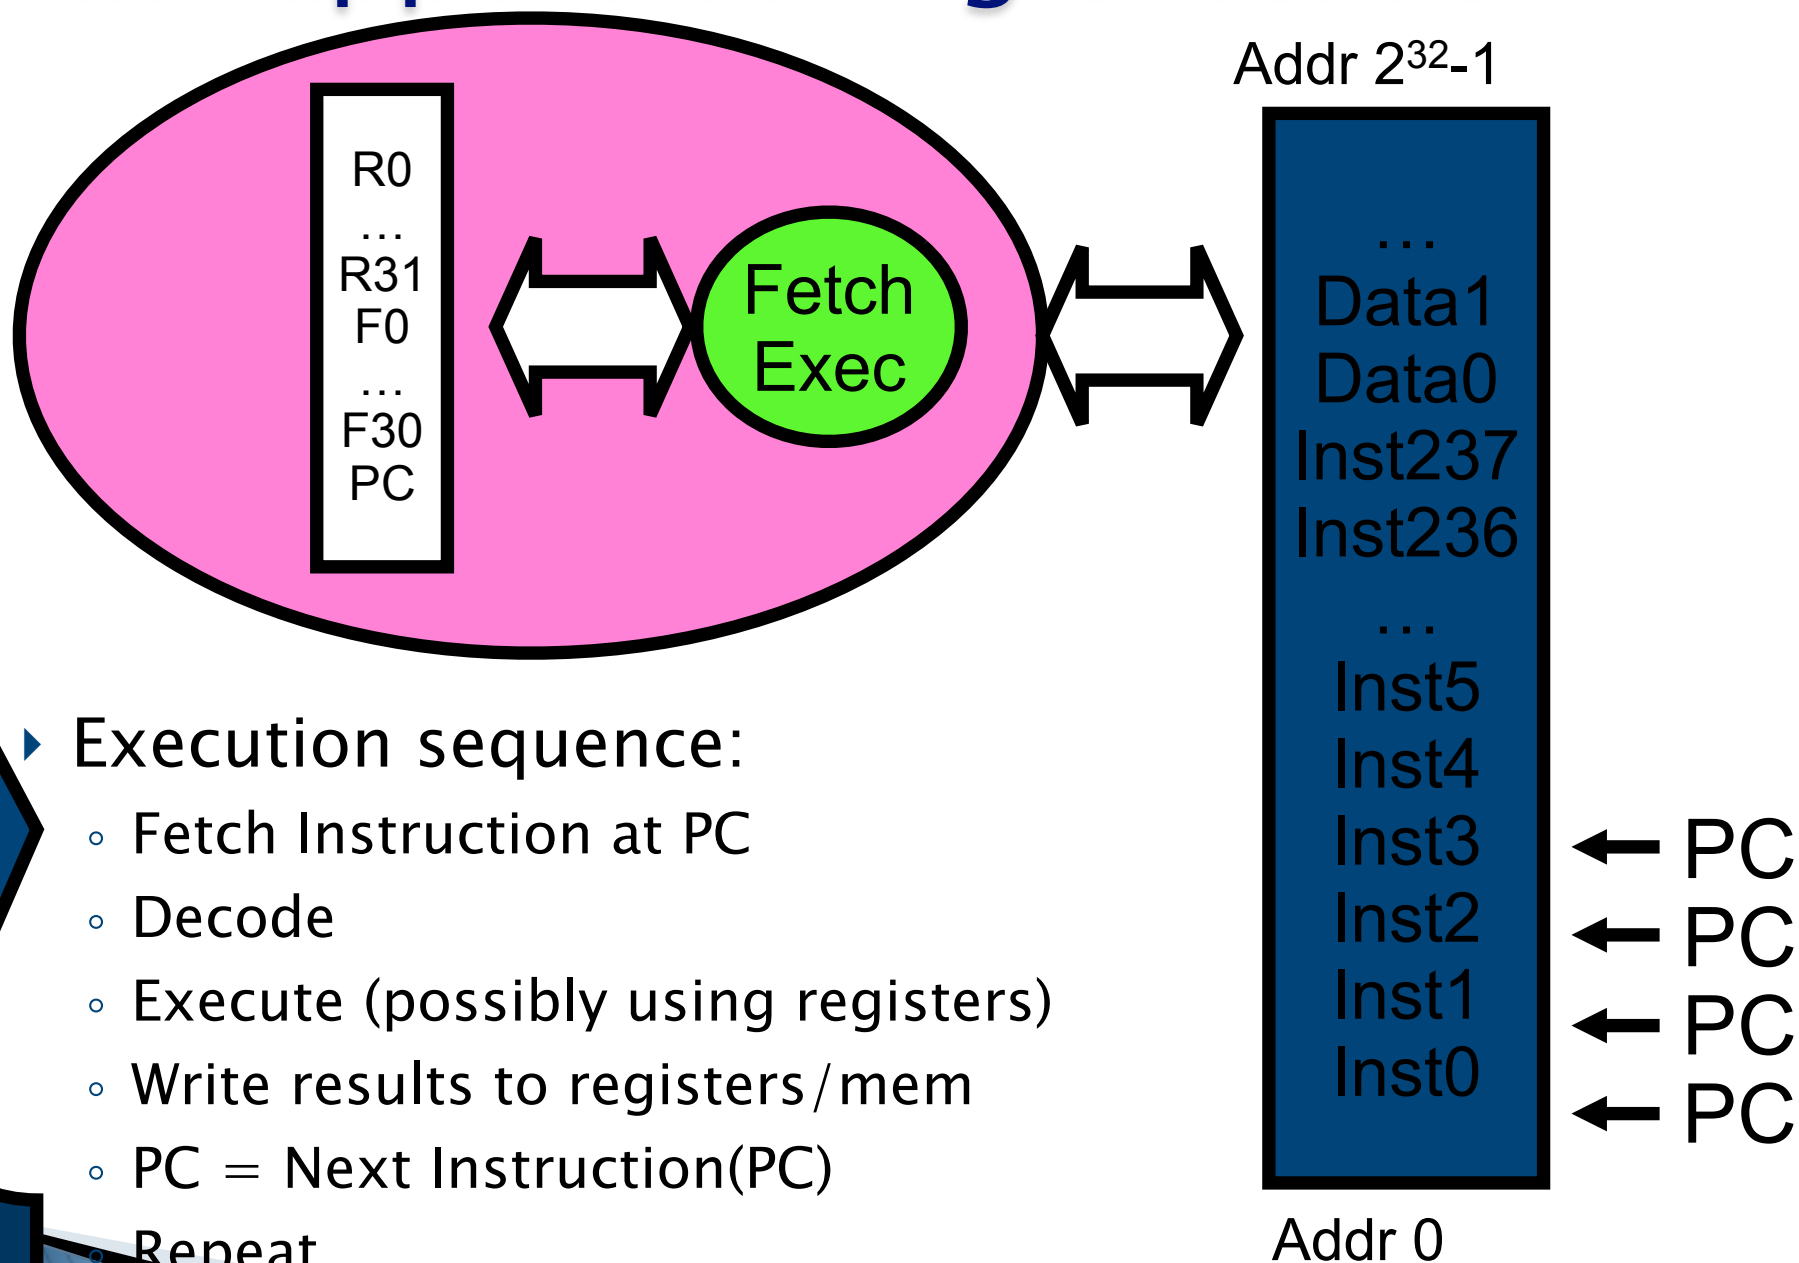 R0
…
R31
F0
…
F30
PC
Fetch
Exec
Addr 2³²-1
…
Data1
Data0
Inst237
Inst236
…
Inst5
Inst4
Inst3
Inst2
Inst1
Inst0
Addr 0
PC
PC
PC
PC
Execution sequence:
Fetch Instruction at PC
Decode
Execute (possibly using registers)
Write results to registers/mem
PC = Next Instruction(PC)
Repeat